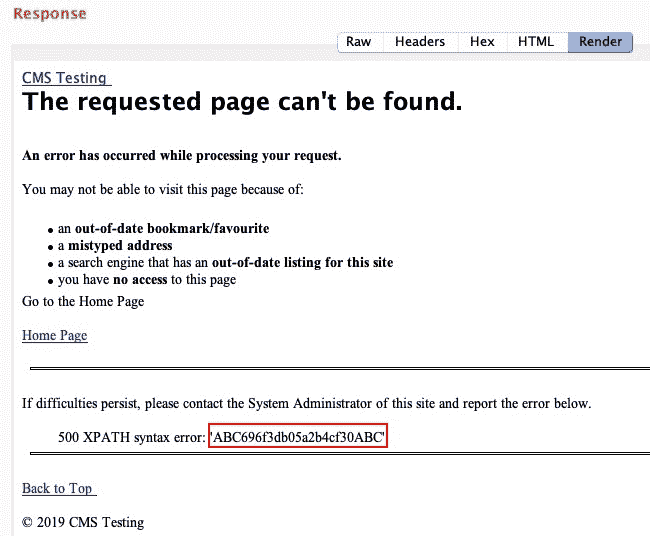 Response
Raw Headers Hex HTML Render
CMS Testing
The requested page can't be found.
An error has occurred while processing your request.
You may not be able to visit this page because of:
• an out-of-date bookmark/favourite
• a mistyped address
• a search engine that has an out-of-date listing for this site
• you have no access to this page
Go to the Home Page
Home Page
If difficulties persist, please contact the System Administrator of this site and report the error below.
500 XPATH syntax error: 'ABC696f3db05a2b4cf30ABC'
Back to Top
© 2019 CMS Testing